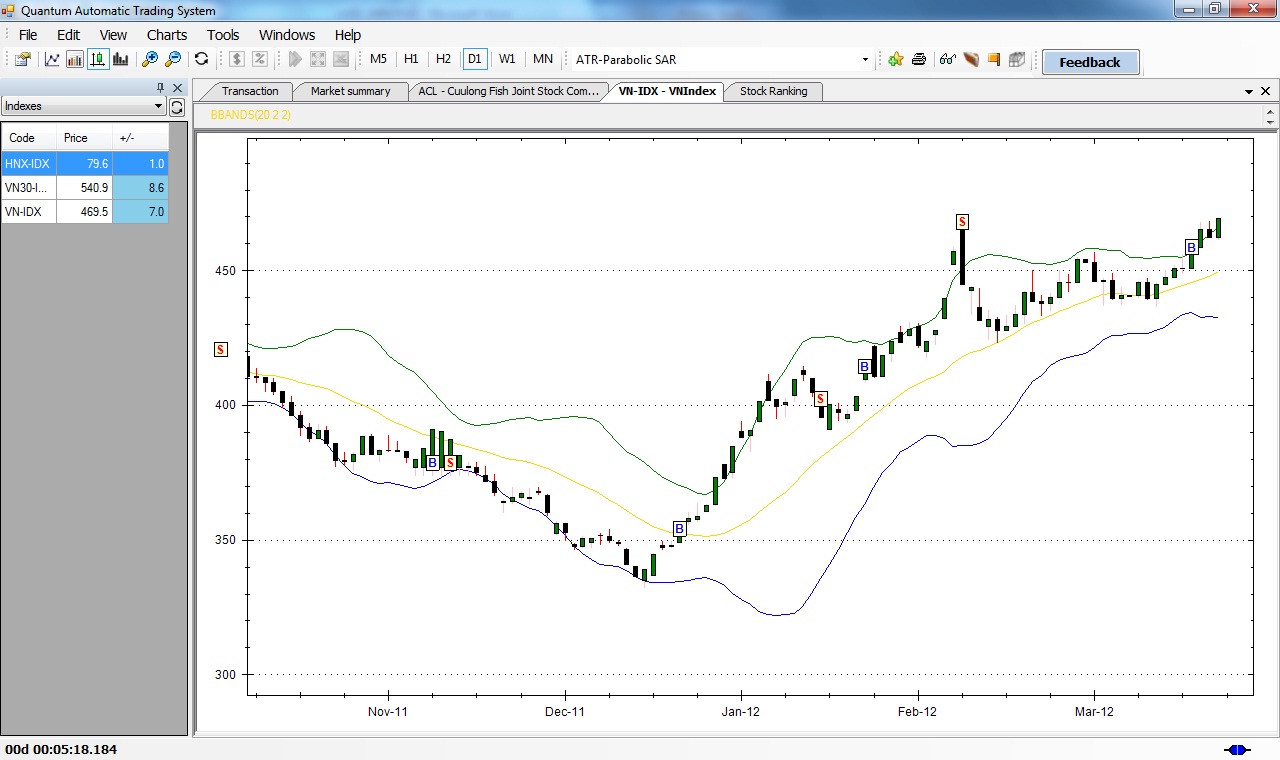 Quantum Automatic Trading System
File Edit View Charts Tools Windows Help
$ % M5 H1 H2 D1 W1 MN ATR-Parabolic SAR Feedback
Indexes
Code Price +/-
HNX-IDX 79.6 1.0
VN30-I... 540.9 8.6
VN-IDX 469.5 7.0
Transaction Market summary ACL - Cuulong Fish Joint Stock Com... VN-IDX - VNIndex Stock Ranking
BBANDS(20 2 2)
S
B
450
S
B
S
400
B
S
B
350
300
Nov-11 Dec-11 Jan-12 Feb-12 Mar-12
00d 00:05:18.184